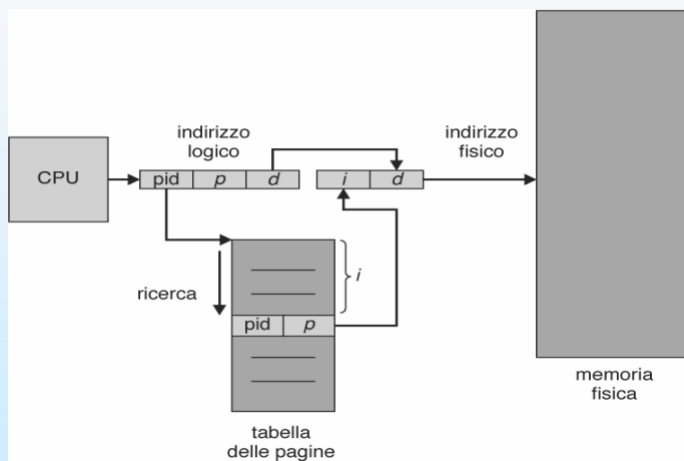 indirizzo
logico
indirizzo
fisico
CPU
pid p d
i d
ricerca
i
pid p
tabella
delle pagine
memoria
fisica